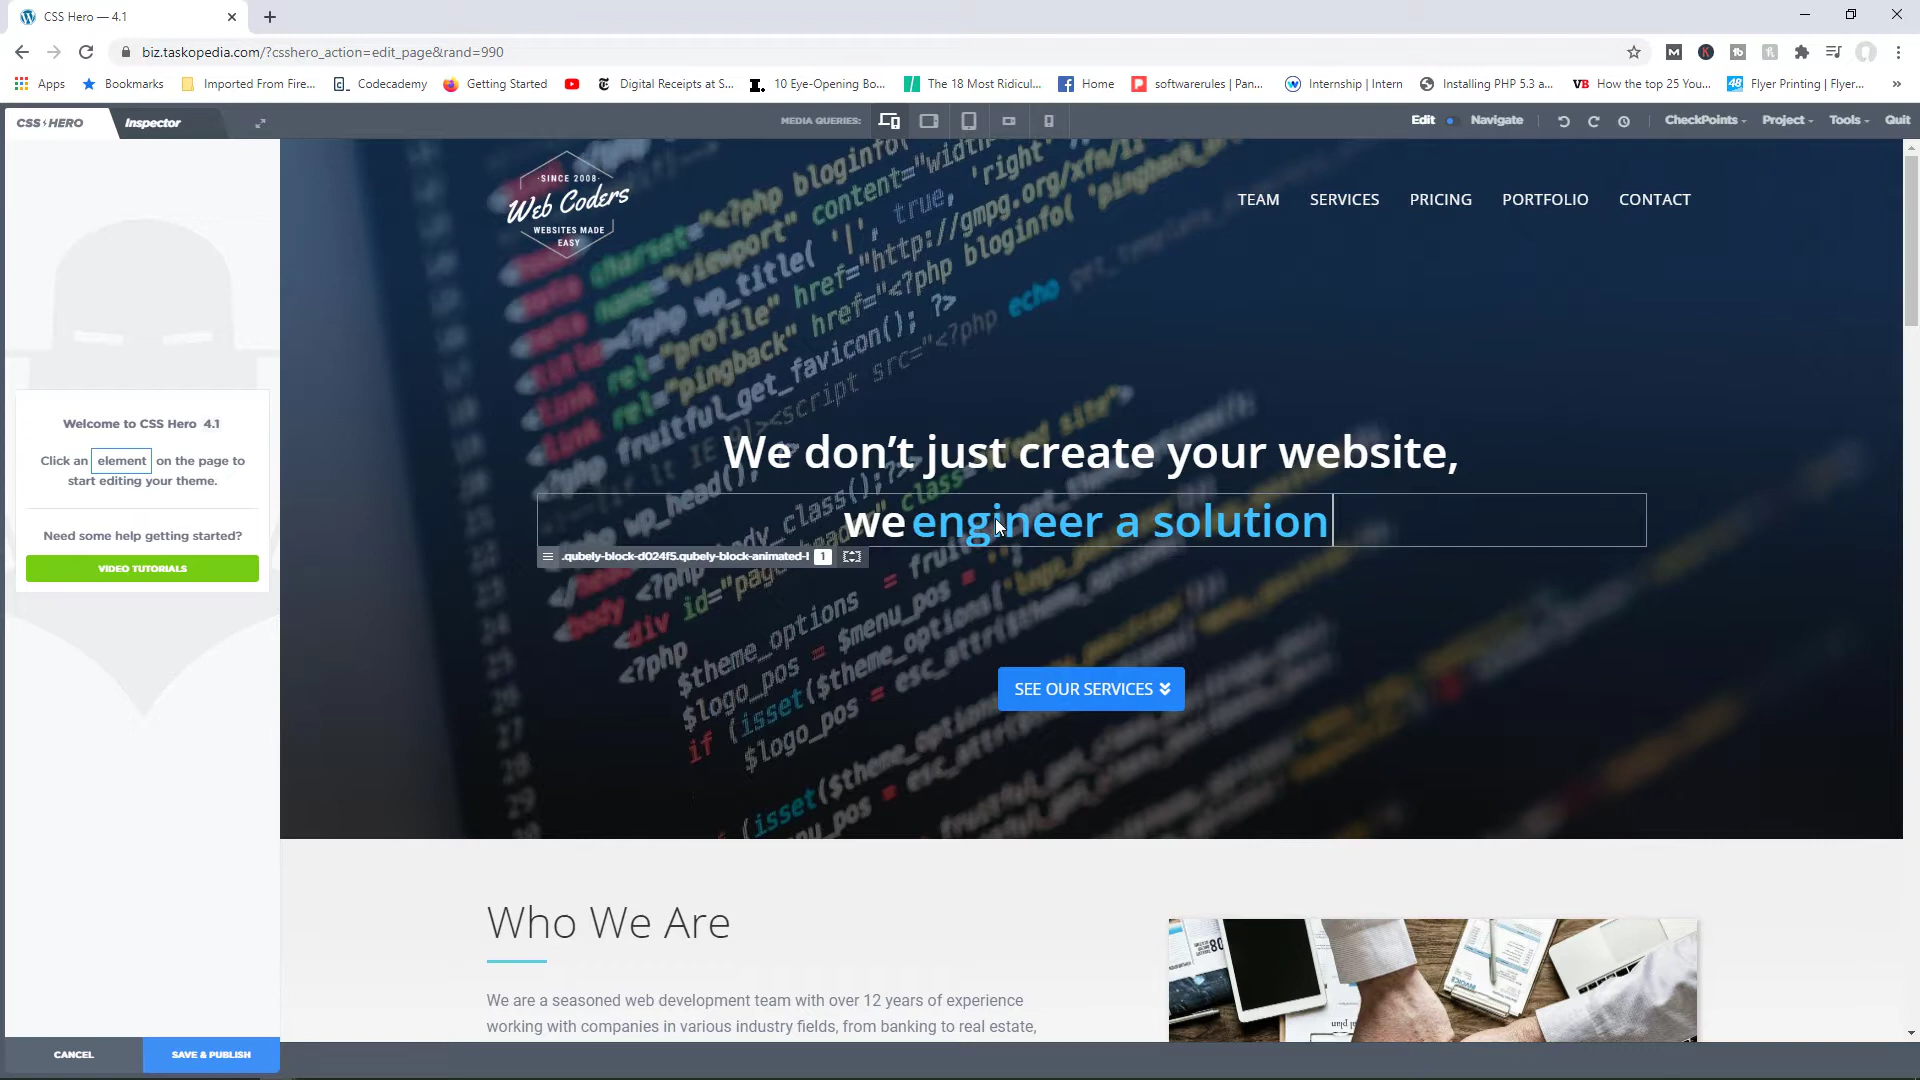 CSS Hero — 4.1
biz.taskopedia.com/?csshero_action=edit_page&rand=990
Apps
Bookmarks
Imported From Fire...
Codecademy
Getting Started
Digital Receipts at S...
10 Eye-Opening Bo...
The 18 Most Ridicul...
Home
softwarerules | Pan...
Internship | Intern
Installing PHP 5.3 a...
How the top 25 You...
Flyer Printing | Flyer...
CSS HERO
Inspector
MEDIA QUERIES:
Edit
Navigate
CheckPoints
Project
Tools
Quit
·SINCE 2008·
Web Coders
WEBSITES MADE
EASY
TEAM
SERVICES
PRICING
PORTFOLIO
CONTACT
We don’t just create your website,
we engineer a solution
.qubely-block-d024f5.qubely-block-animated-h
1
SEE OUR SERVICES
Welcome to CSS Hero 4.1
Click an element on the page to
start editing your theme.
Need some help getting started?
VIDEO TUTORIALS
Who We Are
We are a seasoned web development team with over 12 years of experience
working with companies in various industry fields, from banking to real estate,
CANCEL
SAVE & PUBLISH